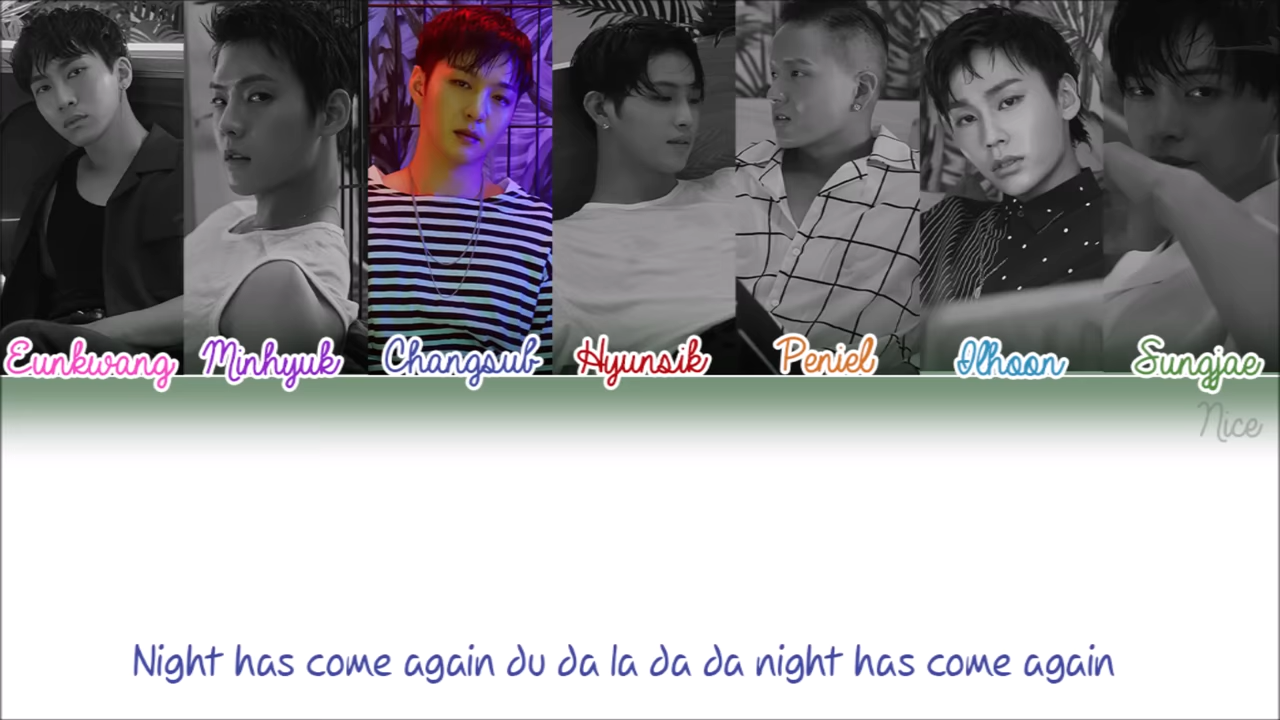 Eunkwang Minhyuk Changsub Hyunsik Peniel Ilhoon Sungjae
Nice
Night has come again du da la da da night has come again